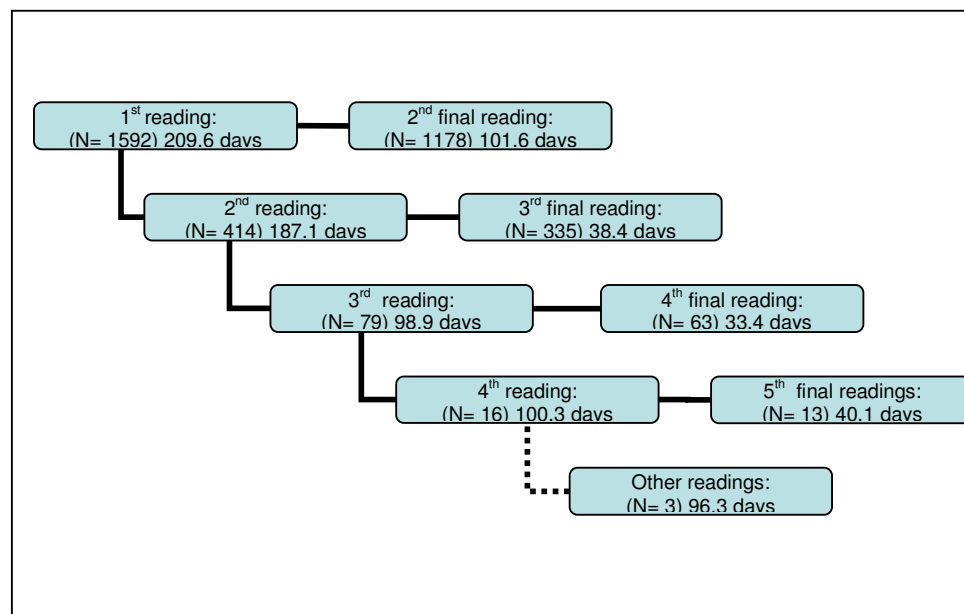 1st reading:
(N= 1592) 209.6 days
2nd final reading:
(N= 1178) 101.6 days
2nd reading:
(N= 414) 187.1 days
3rd final reading:
(N= 335) 38.4 days
3rd reading:
(N= 79) 98.9 days
4th final reading:
(N= 63) 33.4 days
4th reading:
(N= 16) 100.3 days
5th final readings:
(N= 13) 40.1 days
Other readings:
(N= 3) 96.3 days